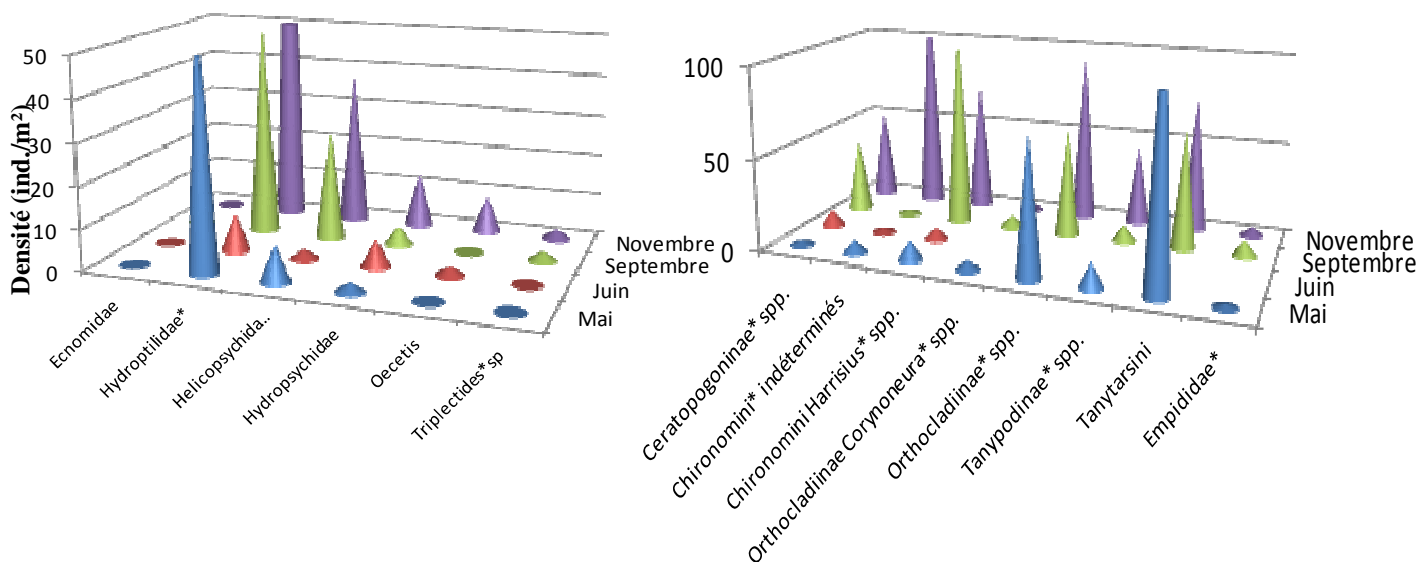 Densité (ind./m²)
50
40
30
20
10
0
Ecnomidae
Hydroptilidae*
Helicopsychida..
Hydropsychidae
Oecetis
Triplectides*sp
Novembre
Septembre
Juin
Mai
100
50
0
Ceratopogoninae* spp.
Chironomini* indéterminés
Chironomini Harrisius* spp.
Orthocladiinae Corynoneura* spp.
Orthocladiinae* spp.
Tanypodinae* spp.
Tanytarsini
Empididae*
Novembre
Septembre
Juin
Mai